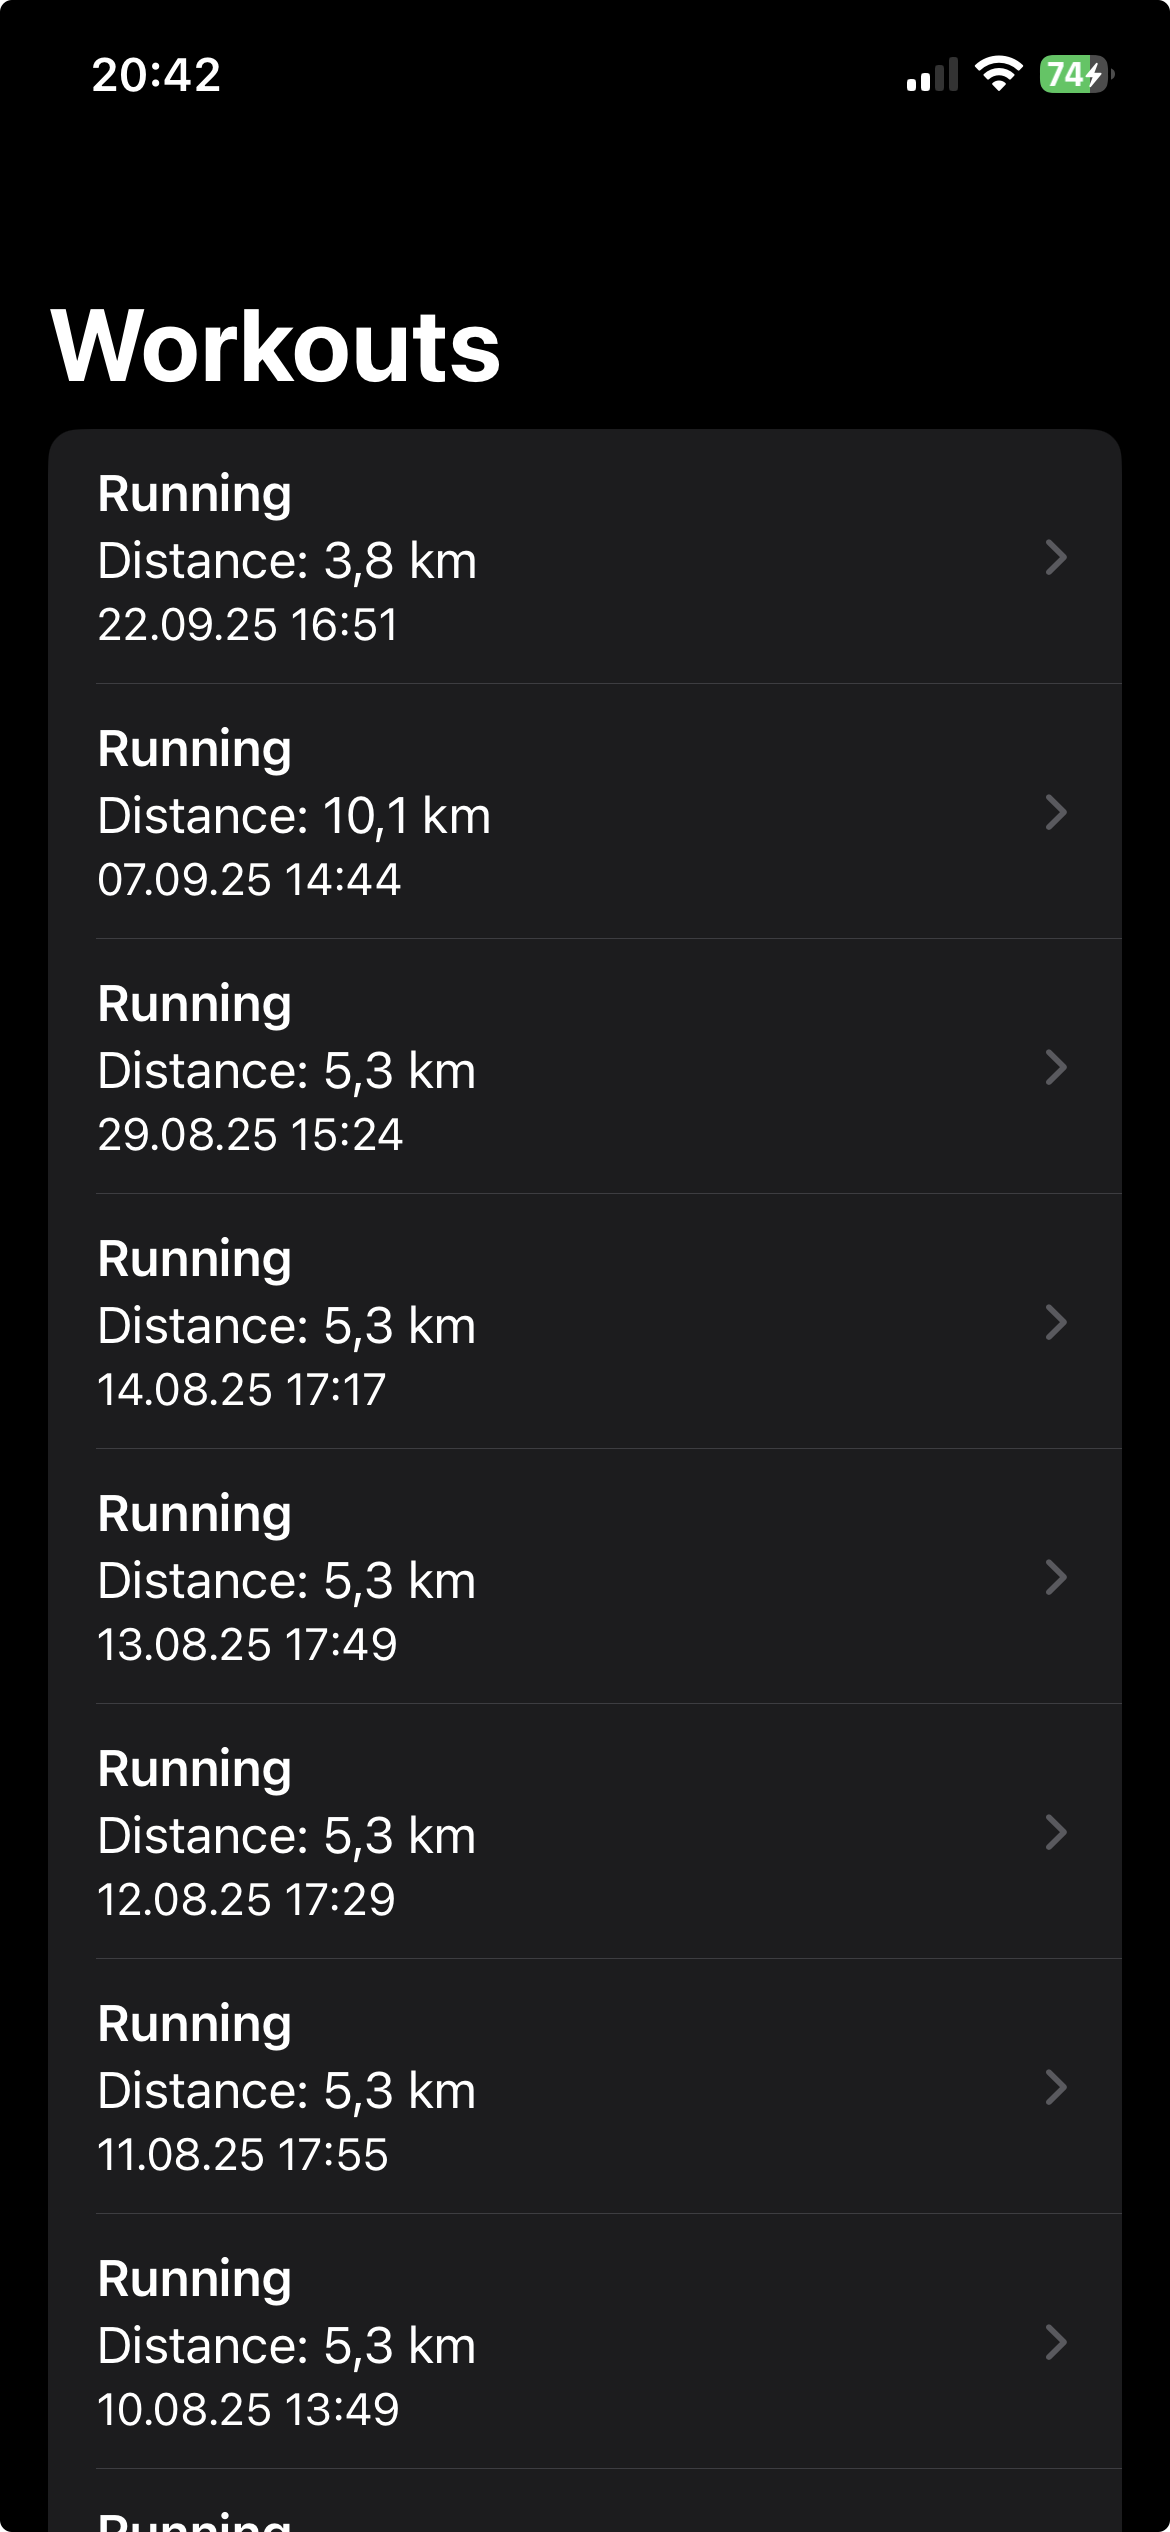 20:42
74
Workouts
Running
Distance: 3,8 km
22.09.25 16:51
Running
Distance: 10,1 km
07.09.25 14:44
Running
Distance: 5,3 km
29.08.25 15:24
Running
Distance: 5,3 km
14.08.25 17:17
Running
Distance: 5,3 km
13.08.25 17:49
Running
Distance: 5,3 km
12.08.25 17:29
Running
Distance: 5,3 km
11.08.25 17:55
Running
Distance: 5,3 km
10.08.25 13:49
Running